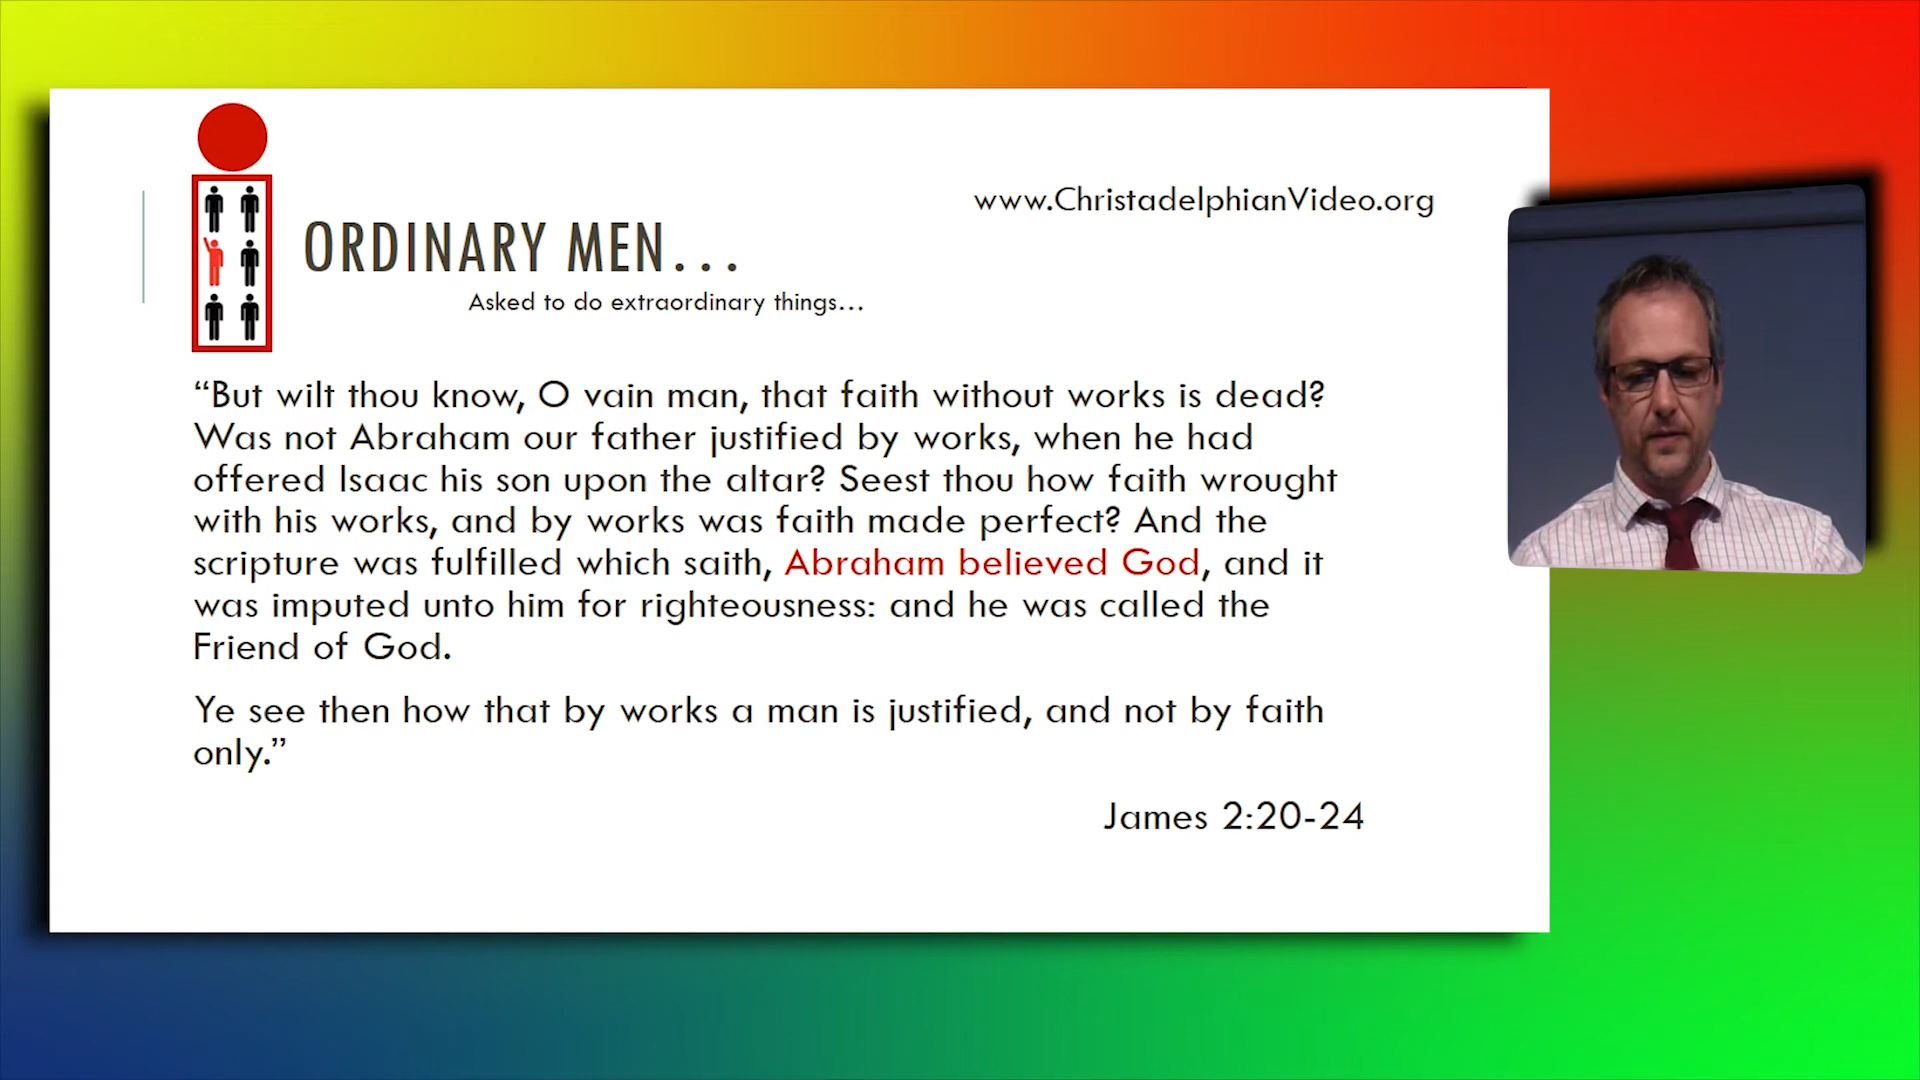 www.ChristadelphianVideo.org
ORDINARY MEN...
Asked to do extraordinary things...
“But wilt thou know, O vain man, that faith without works is dead?
Was not Abraham our father justified by works, when he had
offered Isaac his son upon the altar? Seest thou how faith wrought
with his works, and by works was faith made perfect? And the
scripture was fulfilled which saith, Abraham believed God, and it
was imputed unto him for righteousness: and he was called the
Friend of God.
Ye see then how that by works a man is justified, and not by faith
only.”
James 2:20-24